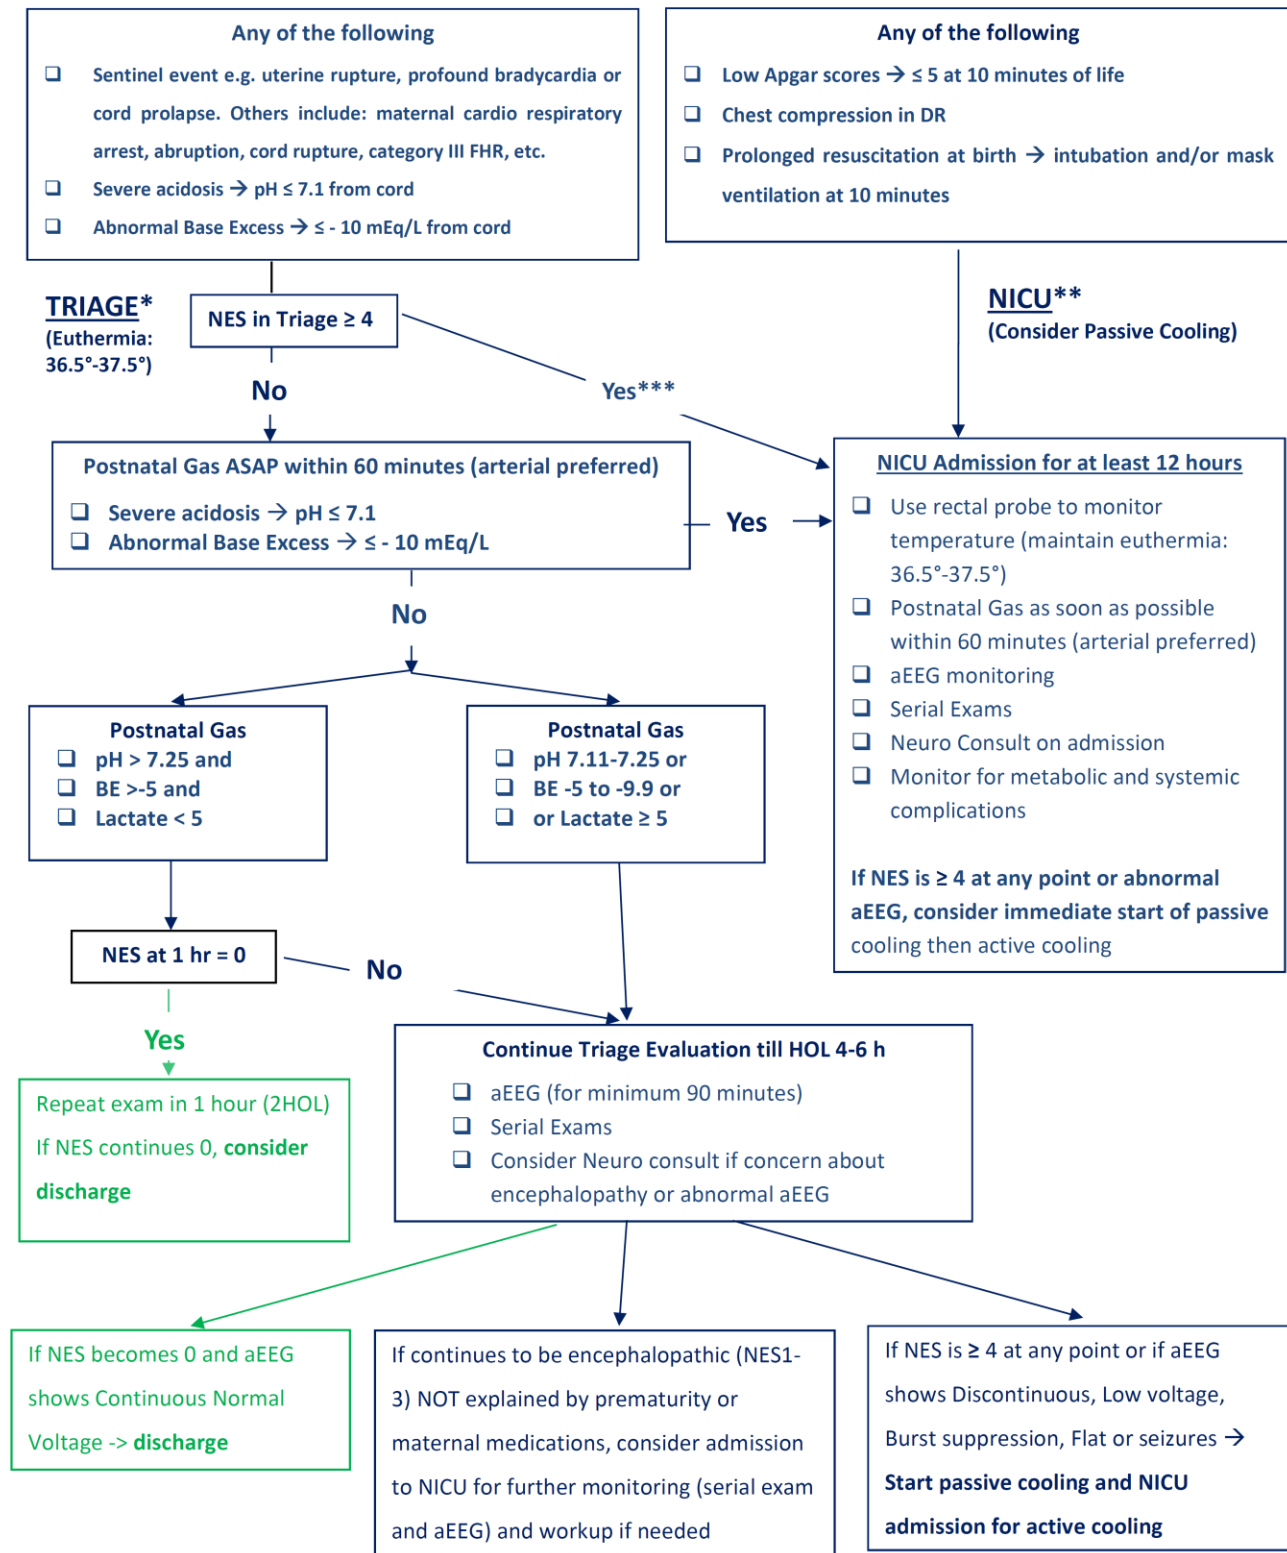 Any of the following
❑ Sentinel event e.g. uterine rupture, profound bradycardia or
cord prolapse. Others include: maternal cardio respiratory
arrest, abruption, cord rupture, category III FHR, etc.
❑ Severe acidosis → pH ≤ 7.1 from cord
❑ Abnormal Base Excess → ≤ - 10 mEq/L from cord
Any of the following
❑ Low Apgar scores → ≤ 5 at 10 minutes of life
❑ Chest compression in DR
❑ Prolonged resuscitation at birth → intubation and/or mask
ventilation at 10 minutes
TRIAGE*
(Euthermia:
36.5°-37.5°)
NES in Triage ≥ 4
NICU**
(Consider Passive Cooling)
No
Yes***
Postnatal Gas ASAP within 60 minutes (arterial preferred)
❑ Severe acidosis → pH ≤ 7.1
❑ Abnormal Base Excess → ≤ - 10 mEq/L
Yes
NICU Admission for at least 12 hours
❑ Use rectal probe to monitor
temperature (maintain euthermia:
36.5°-37.5°)
❑ Postnatal Gas as soon as possible
within 60 minutes (arterial preferred)
❑ aEEG monitoring
❑ Serial Exams
❑ Neuro Consult on admission
❑ Monitor for metabolic and systemic
complications
If NES is ≥ 4 at any point or abnormal
aEEG, consider immediate start of passive
cooling then active cooling
No
Postnatal Gas
❑ pH > 7.25 and
❑ BE >-5 and
❑ Lactate < 5
Postnatal Gas
❑ pH 7.11-7.25 or
❑ BE -5 to -9.9 or
❑ or Lactate ≥ 5
NES at 1 hr = 0
No
Yes
Repeat exam in 1 hour (2HOL)
If NES continues 0, consider
discharge
Continue Triage Evaluation till HOL 4-6 h
❑ aEEG (for minimum 90 minutes)
❑ Serial Exams
❑ Consider Neuro consult if concern about
encephalopathy or abnormal aEEG
If NES becomes 0 and aEEG
shows Continuous Normal
Voltage -> discharge
If continues to be encephalopathic (NES1-
3) NOT explained by prematurity or
maternal medications, consider admission
to NICU for further monitoring (serial exam
and aEEG) and workup if needed
If NES is ≥ 4 at any point or if aEEG
shows Discontinuous, Low voltage,
Burst suppression, Flat or seizures →
Start passive cooling and NICU
admission for active cooling